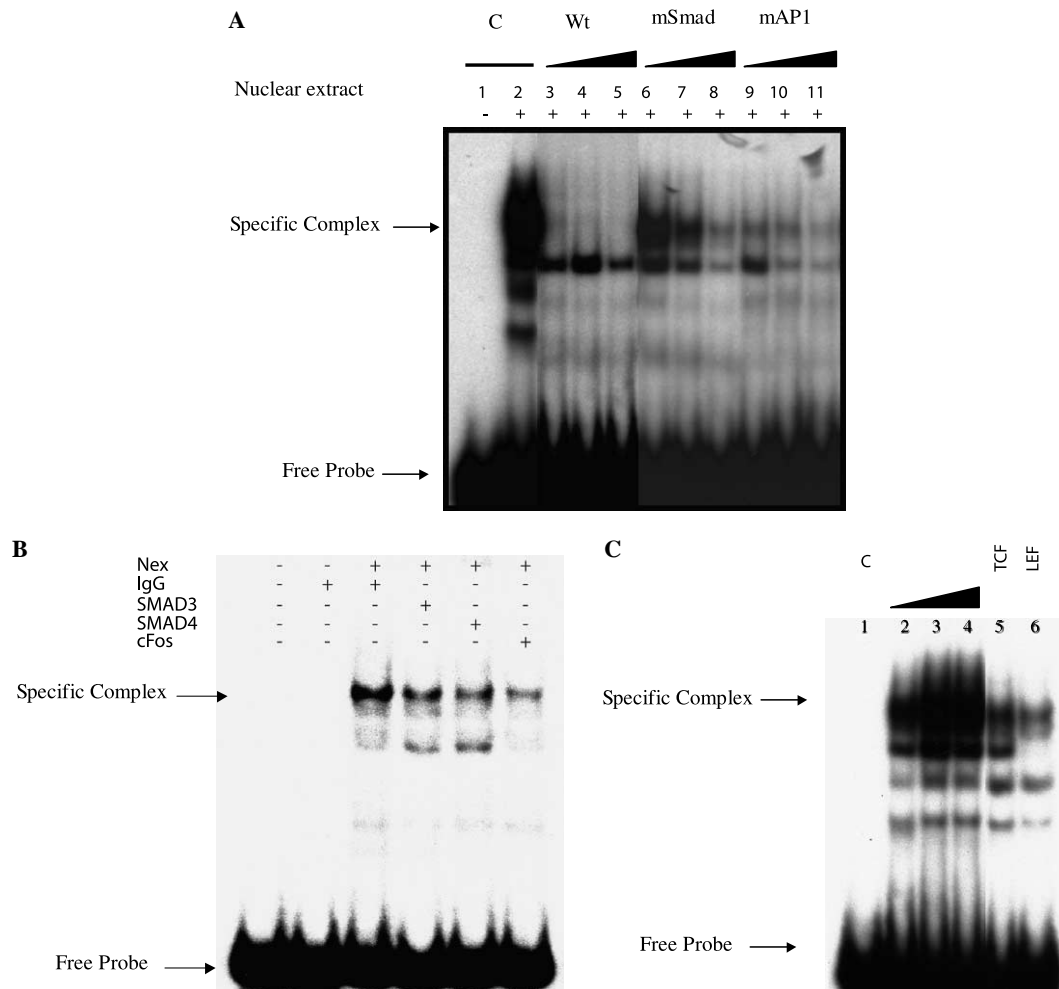 A
C Wt mSmad mAP1
Nuclear extract
1 2 3 4 5 6 7 8 9 10 11
- + + + + + + + + + +
Specific Complex
Free Probe
B
Nex - - + + + +
IgG - + + - - -
SMAD3 - - - + - -
SMAD4 - - - - + -
cFos - - - - - +
Specific Complex
Free Probe
C
C TCF LEF
1 2 3 4 5 6
Specific Complex
Free Probe